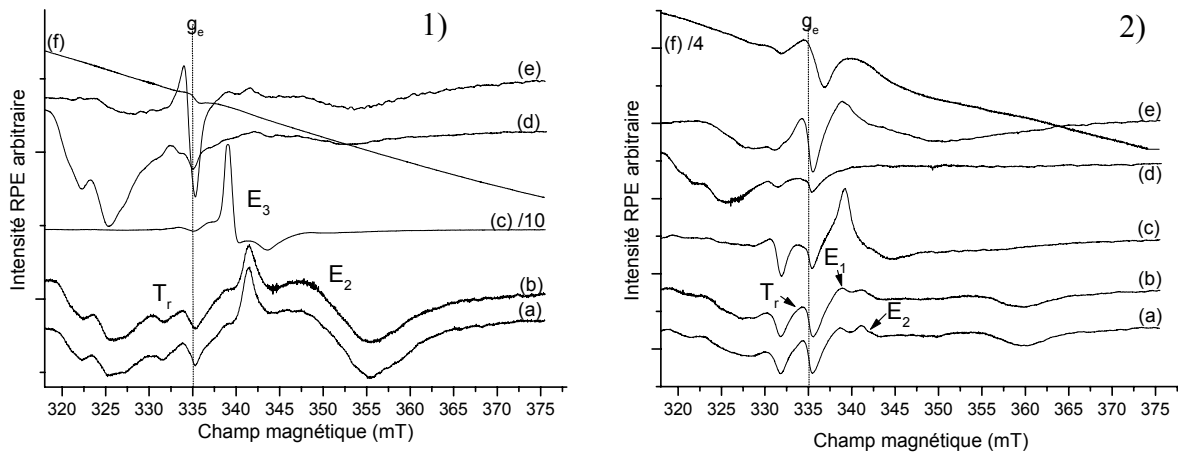 1)
g_e
(f)
(e)
(d)
E_3
(c) /10
E_2
T_r
(b)
(a)
Intensité RPE arbitraire
320 325 330 335 340 345 350 355 360 365 370 375
Champ magnétique (mT)
2)
g_e
(f) /4
(e)
(d)
(c)
E_1
T_r
(b)
E_2
(a)
Intensité RPE arbitraire
320 325 330 335 340 345 350 355 360 365 370 375
Champ magnétique (mT)